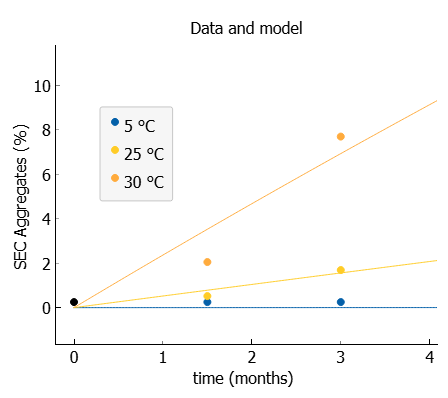 Data and model
SEC Aggregates (%)
10
8
6
4
2
0
5 °C
25 °C
30 °C
0
1
2
3
4
time (months)